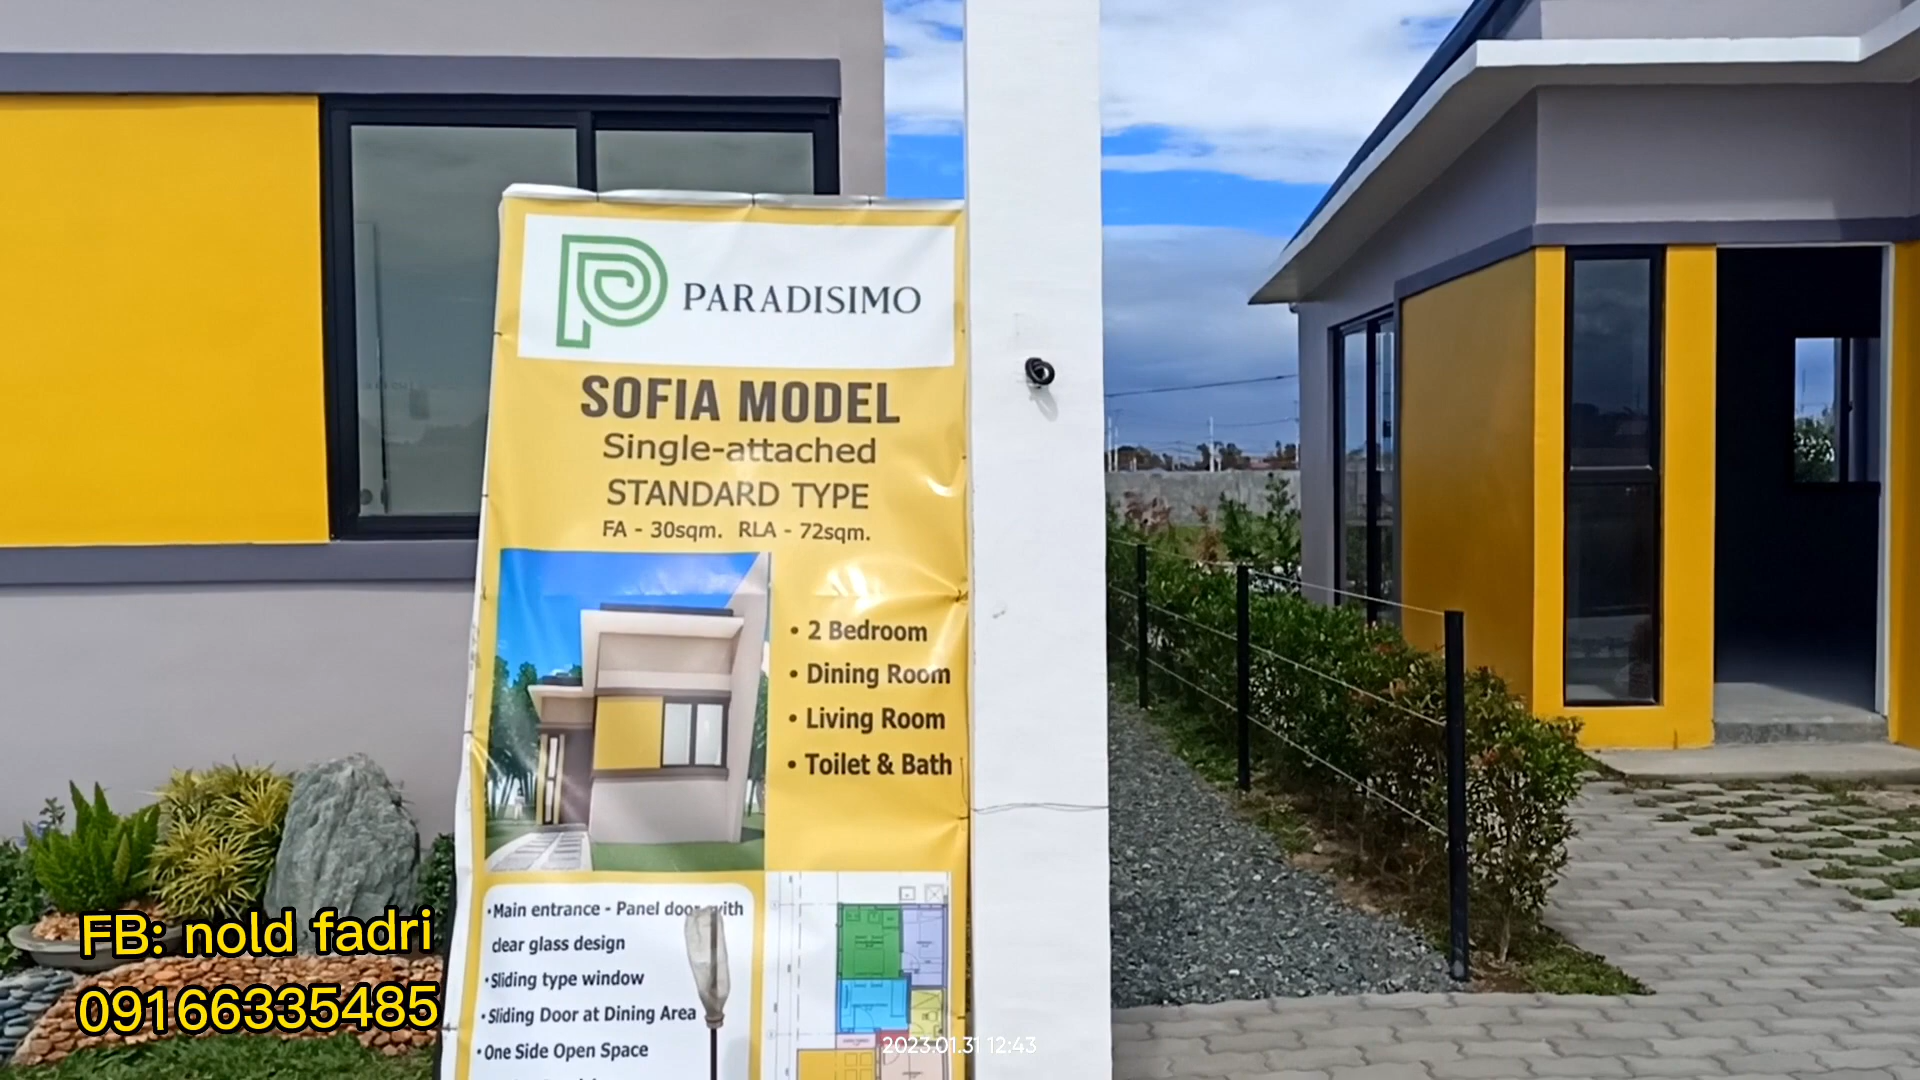 PARADISIMO
SOFIA MODEL
Single-attached
STANDARD TYPE
FA - 30sqm. RLA - 72sqm.
• 2 Bedroom
• Dining Room
• Living Room
• Toilet & Bath
•Main entrance - Panel door with
clear glass design
•Sliding type window
•Sliding Door at Dining Area
•One Side Open Space
FB: nold fadri
09166335485
2023.01.31 12:43